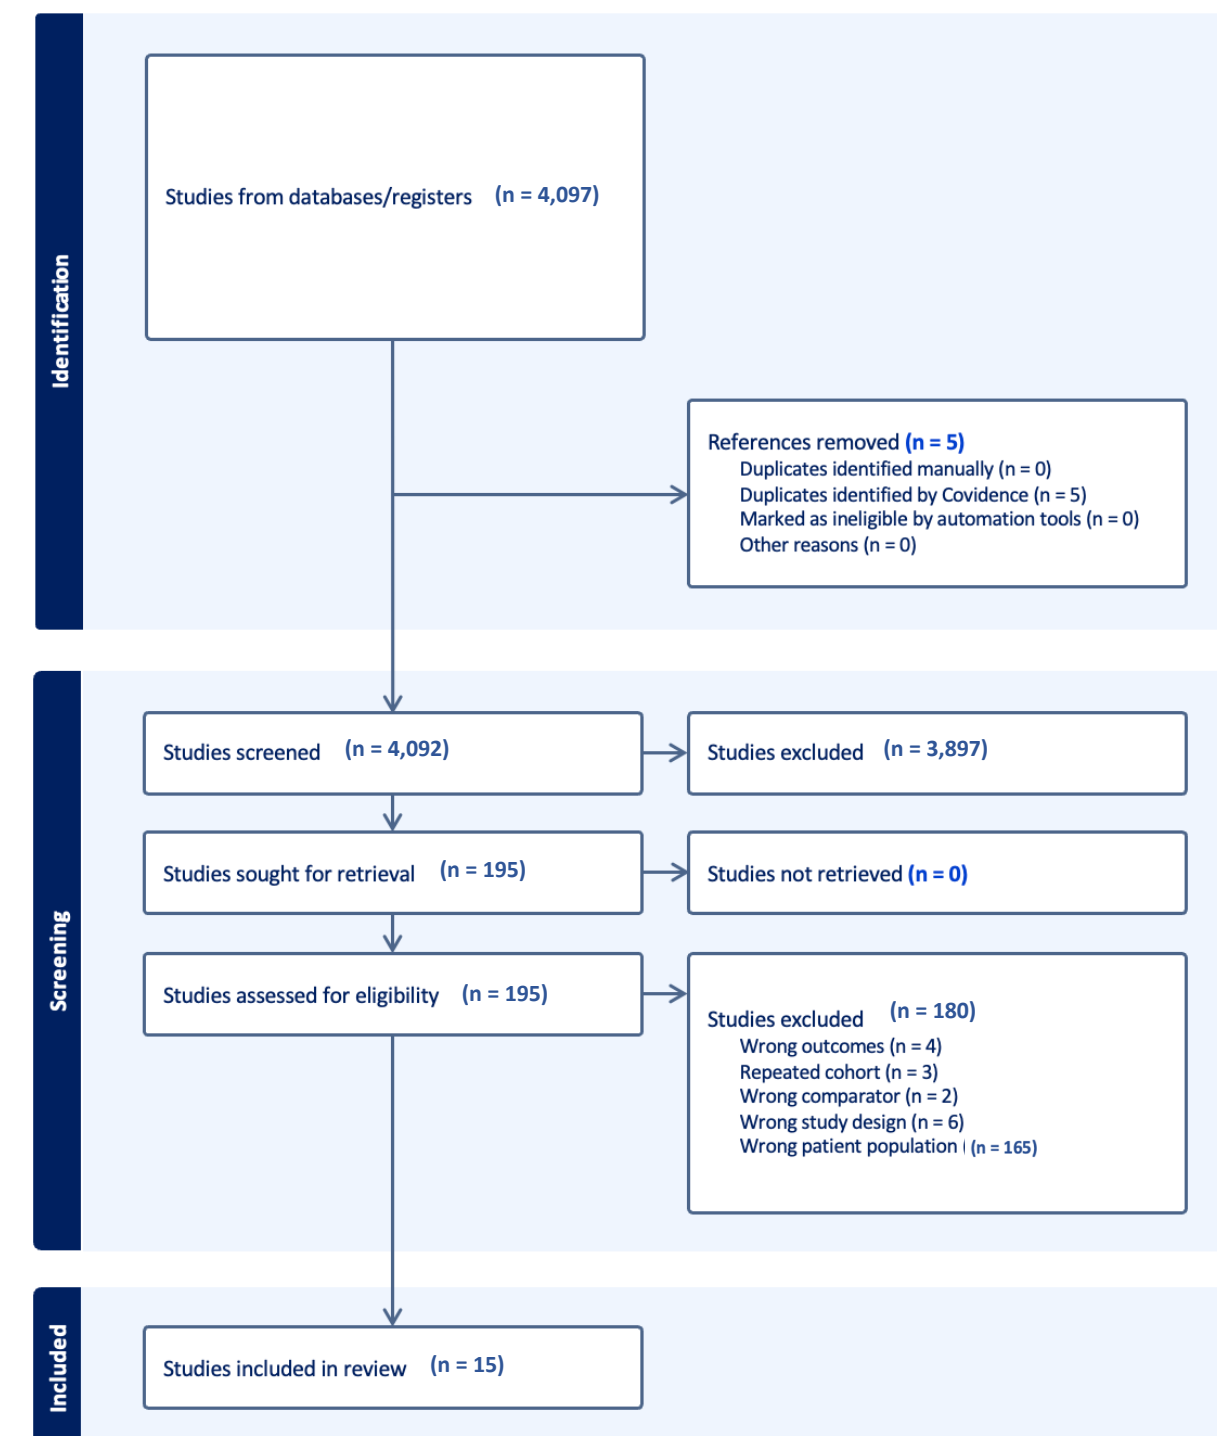 Identification
Studies from databases/registers (n = 4,097)
References removed (n = 5)
Duplicates identified manually (n = 0)
Duplicates identified by Covidence (n = 5)
Marked as ineligible by automation tools (n = 0)
Other reasons (n = 0)
Screening
Studies screened (n = 4,092)
Studies excluded (n = 3,897)
Studies sought for retrieval (n = 195)
Studies not retrieved (n = 0)
Studies assessed for eligibility (n = 195)
Studies excluded (n = 180)
Wrong outcomes (n = 4)
Repeated cohort (n = 3)
Wrong comparator (n = 2)
Wrong study design (n = 6)
Wrong patient population (n = 165)
Included
Studies included in review (n = 15)